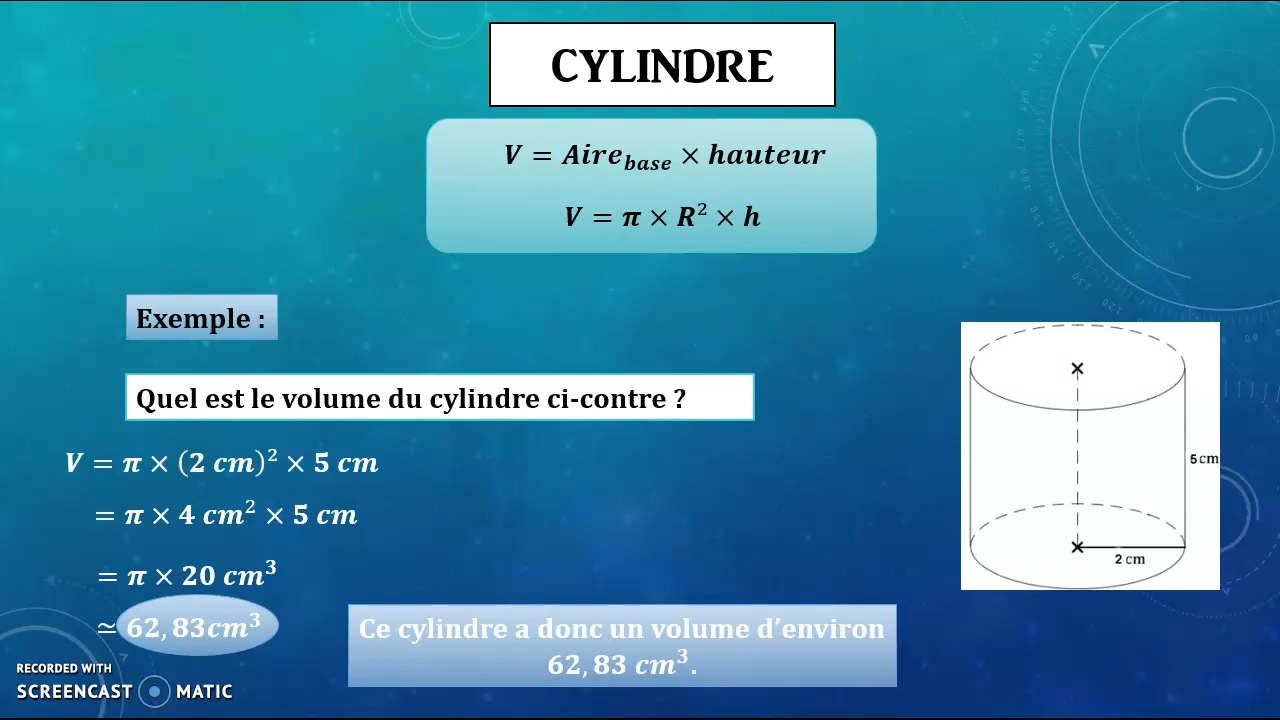 CYLINDRE
V = Aire_base × hauteur
V = π × R² × h
Exemple :
Quel est le volume du cylindre ci-contre ?
V = π × (2 cm)² × 5 cm
= π × 4 cm² × 5 cm
= π × 20 cm³
≃ 62,83cm³
5 cm
2 cm
Ce cylindre a donc un volume d’environ
62,83 cm³.
RECORDED WITH
SCREENCAST MATIC